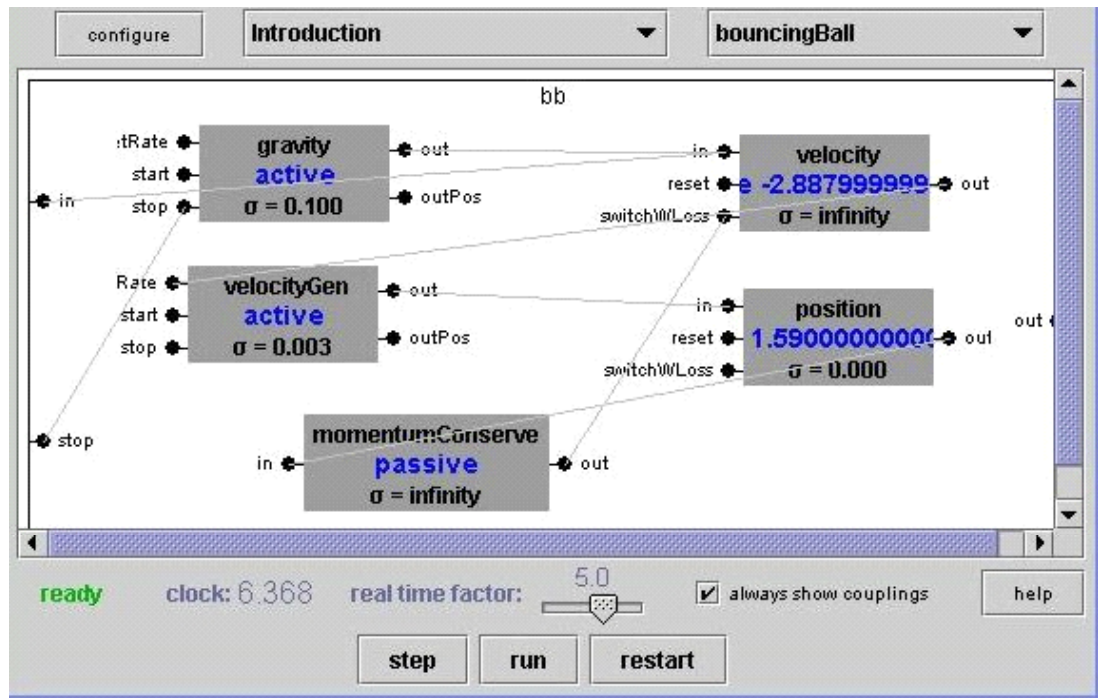 configure Introduction bouncingBall
bb
:tRate gravity out in velocity
start active reset e -2.887999999 out
in stop σ = 0.100 outPos switchWLoss σ = infinity
Rate velocityGen out in position
start active reset 1.5900000000 out out
stop σ = 0.003 outPos switchWLoss σ = 0.000
stop
momentumConserve
in passive out
σ = infinity
ready clock: 6.368 real time factor: 5.0 always show couplings help
step run restart